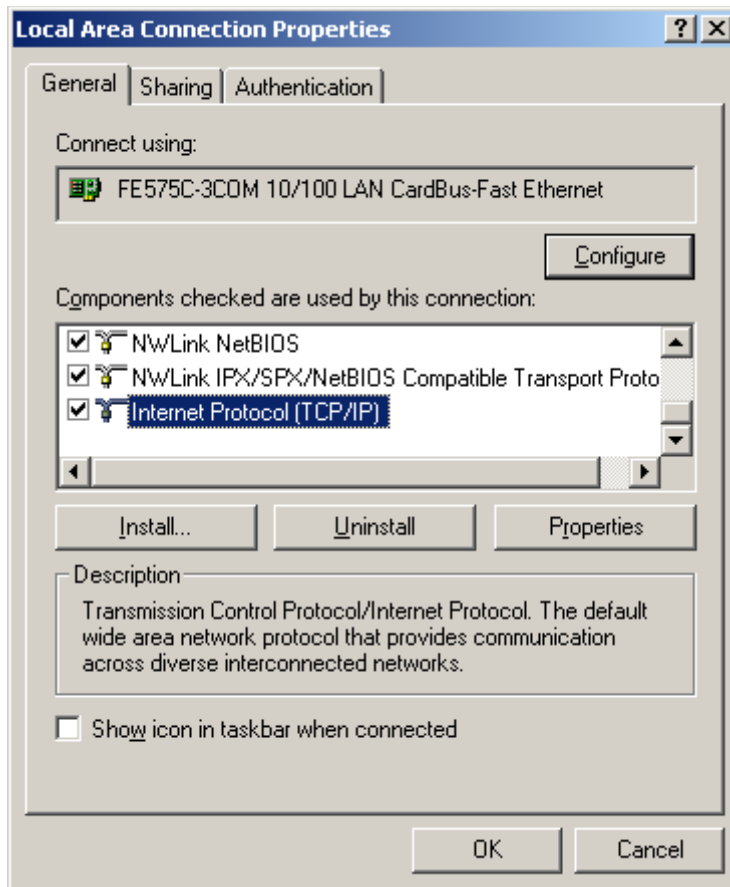 Local Area Connection Properties
General Sharing Authentication
Connect using:
FE575C-3COM 10/100 LAN CardBus-Fast Ethernet
Configure
Components checked are used by this connection:
NWLink NetBIOS
NWLink IPX/SPX/NetBIOS Compatible Transport Proto
Internet Protocol (TCP/IP)
Install... Uninstall Properties
Description
Transmission Control Protocol/Internet Protocol. The default
wide area network protocol that provides communication
across diverse interconnected networks.
Show icon in taskbar when connected
OK Cancel